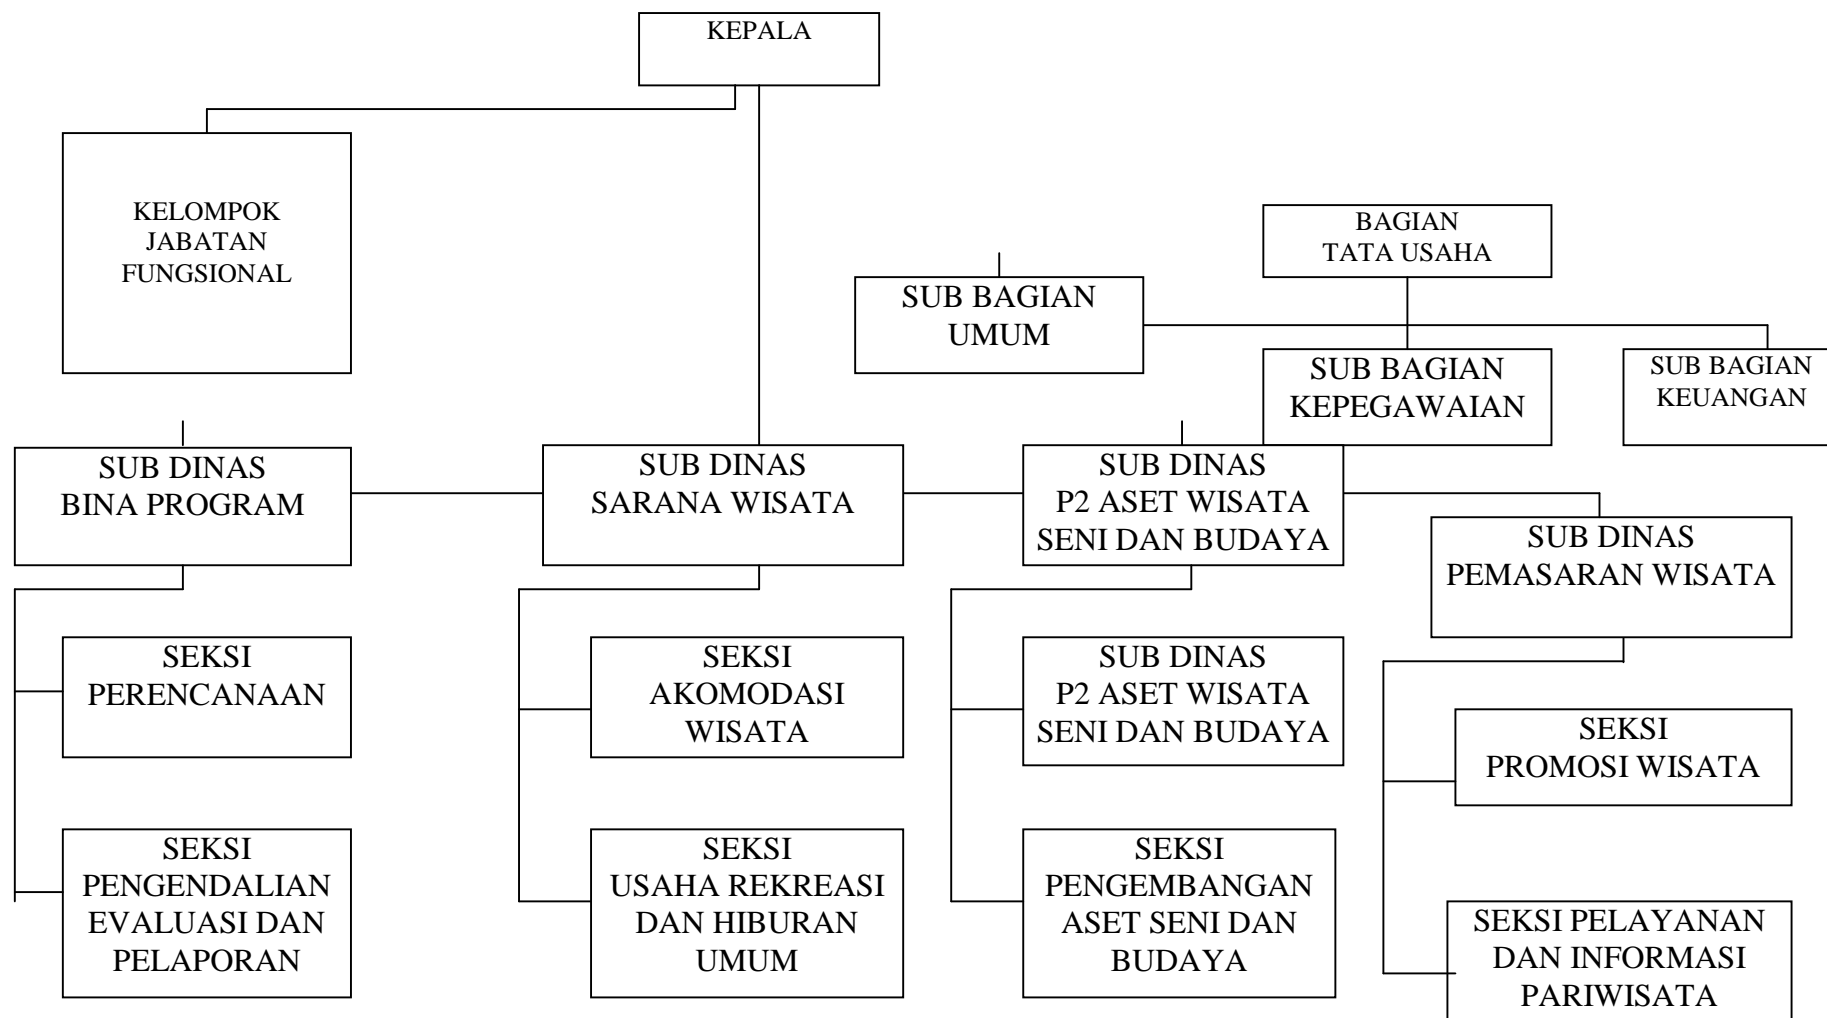 KEPALA
KELOMPOK
JABATAN
FUNGSIONAL
BAGIAN
TATA USAHA
SUB BAGIAN
UMUM
SUB BAGIAN
KEPEGAWAIAN
SUB BAGIAN
KEUANGAN
SUB DINAS
BINA PROGRAM
SUB DINAS
SARANA WISATA
SUB DINAS
P2 ASET WISATA
SENI DAN BUDAYA
SUB DINAS
PEMASARAN WISATA
SEKSI
PERENCANAAN
SEKSI
AKOMODASI
WISATA
SUB DINAS
P2 ASET WISATA
SENI DAN BUDAYA
SEKSI
PROMOSI WISATA
SEKSI
PENGENDALIAN
EVALUASI DAN
PELAPORAN
SEKSI
USAHA REKREASI
DAN HIBURAN
UMUM
SEKSI
PENGEMBANGAN
ASET SENI DAN
BUDAYA
SEKSI PELAYANAN
DAN INFORMASI
PARIWISATA